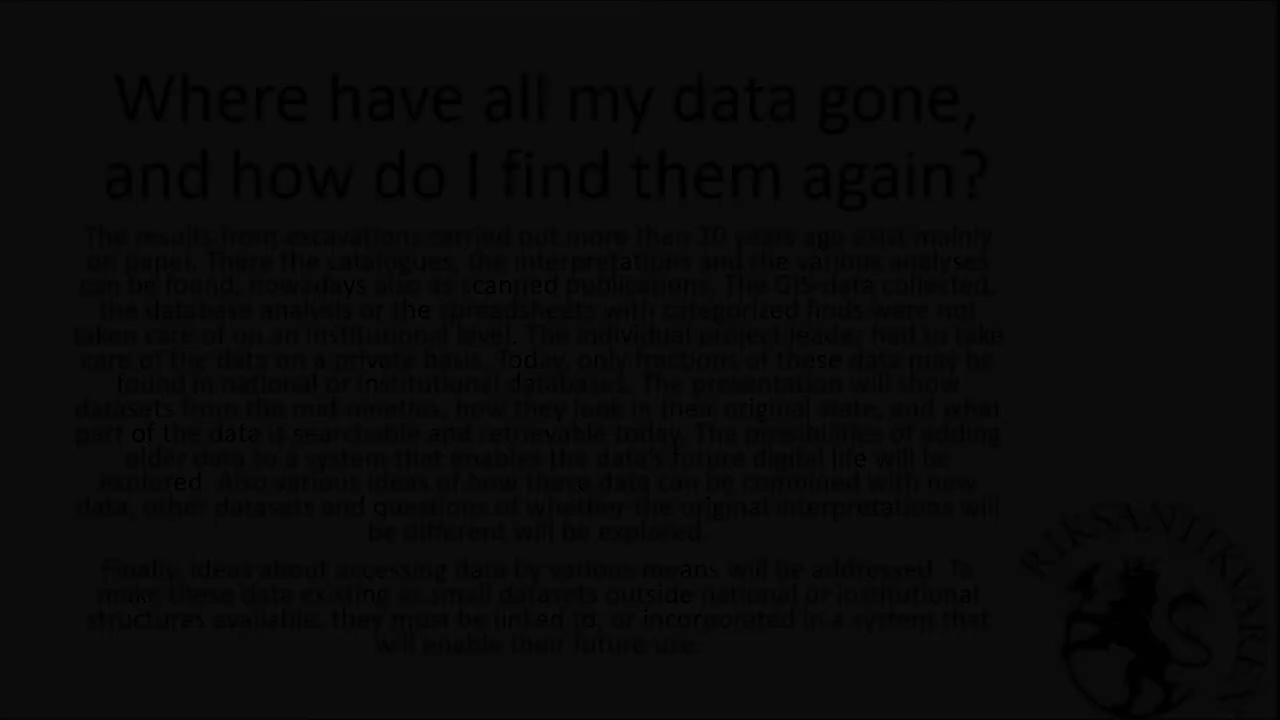 Where have all my data gone,
and how do I find them again?
The results from excavations carried out more than 20 years ago exist mainly
on paper. There the catalogues, the interpretations and the various analyses
can be found, nowadays also as scanned publications. The GIS-data collected,
the database analysis or the spreadsheets with categorized finds were not
taken care of on an institutional level. The individual project leader had to take
care of the data on a private basis. Today, only fractions of these data may be
found in national or institutional databases. The presentation will show
datasets from the mid-nineties, how they look in their original state, and what
part of the data is searchable and retrievable today. The possibilities of adding
older data to a system that enables the data's future digital life will be
explored. Also various ideas of how these data can be combined with new
data, other datasets and questions of whether the original interpretations will
be different will be explored.
Finally, ideas about accessing data by various means will be addressed. To
make these data existing as small datasets outside national or institutional
structures available, they must be linked to, or incorporated in a system that
will enable their future use.